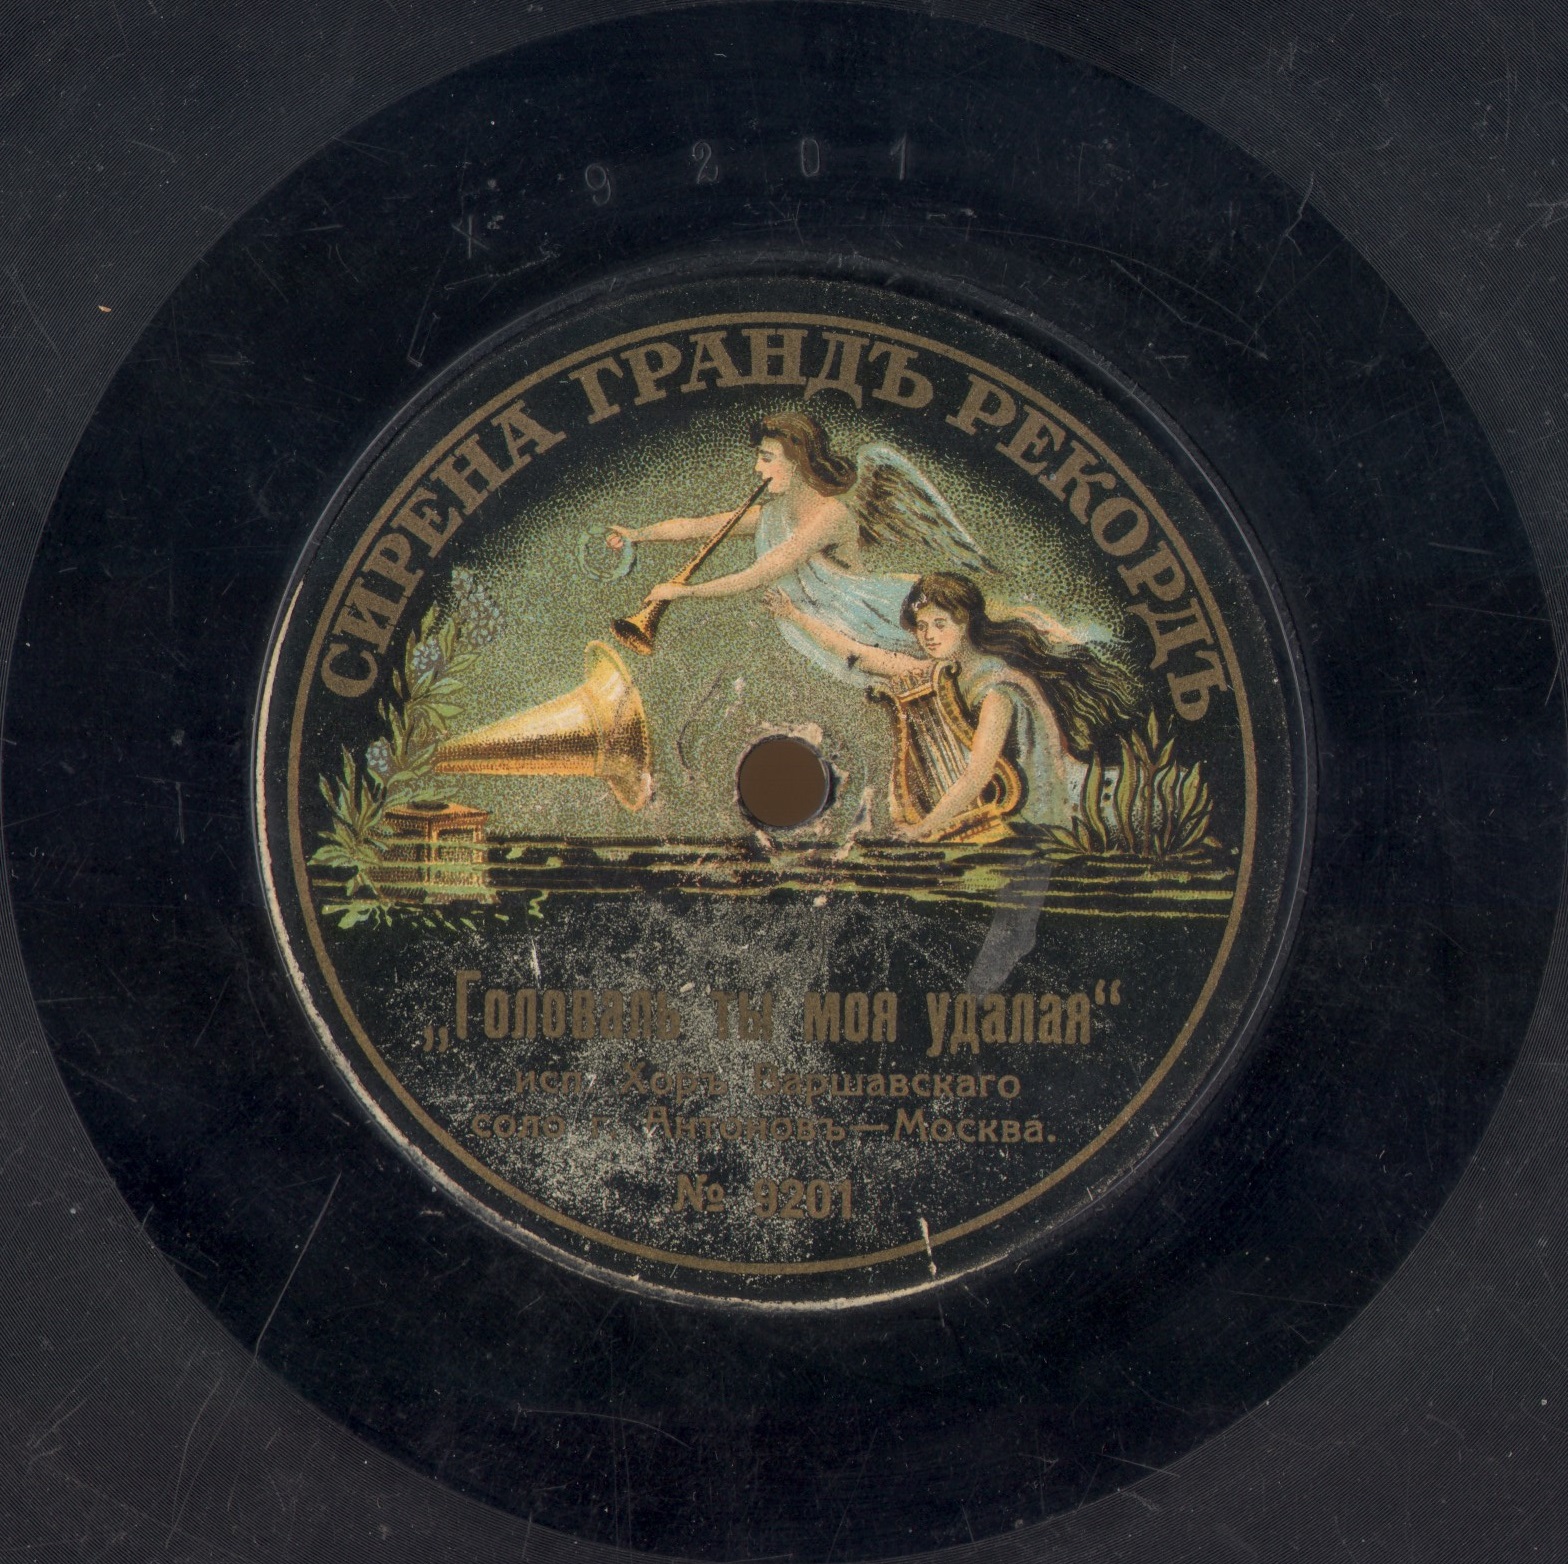 9201
СИРЕНА ГРАНДЪ РЕКОРДЪ
„Головаль ты моя удалая“
исп. Хоръ Варшавскаго
соло г. Антоновъ—Москва.
№ 9201